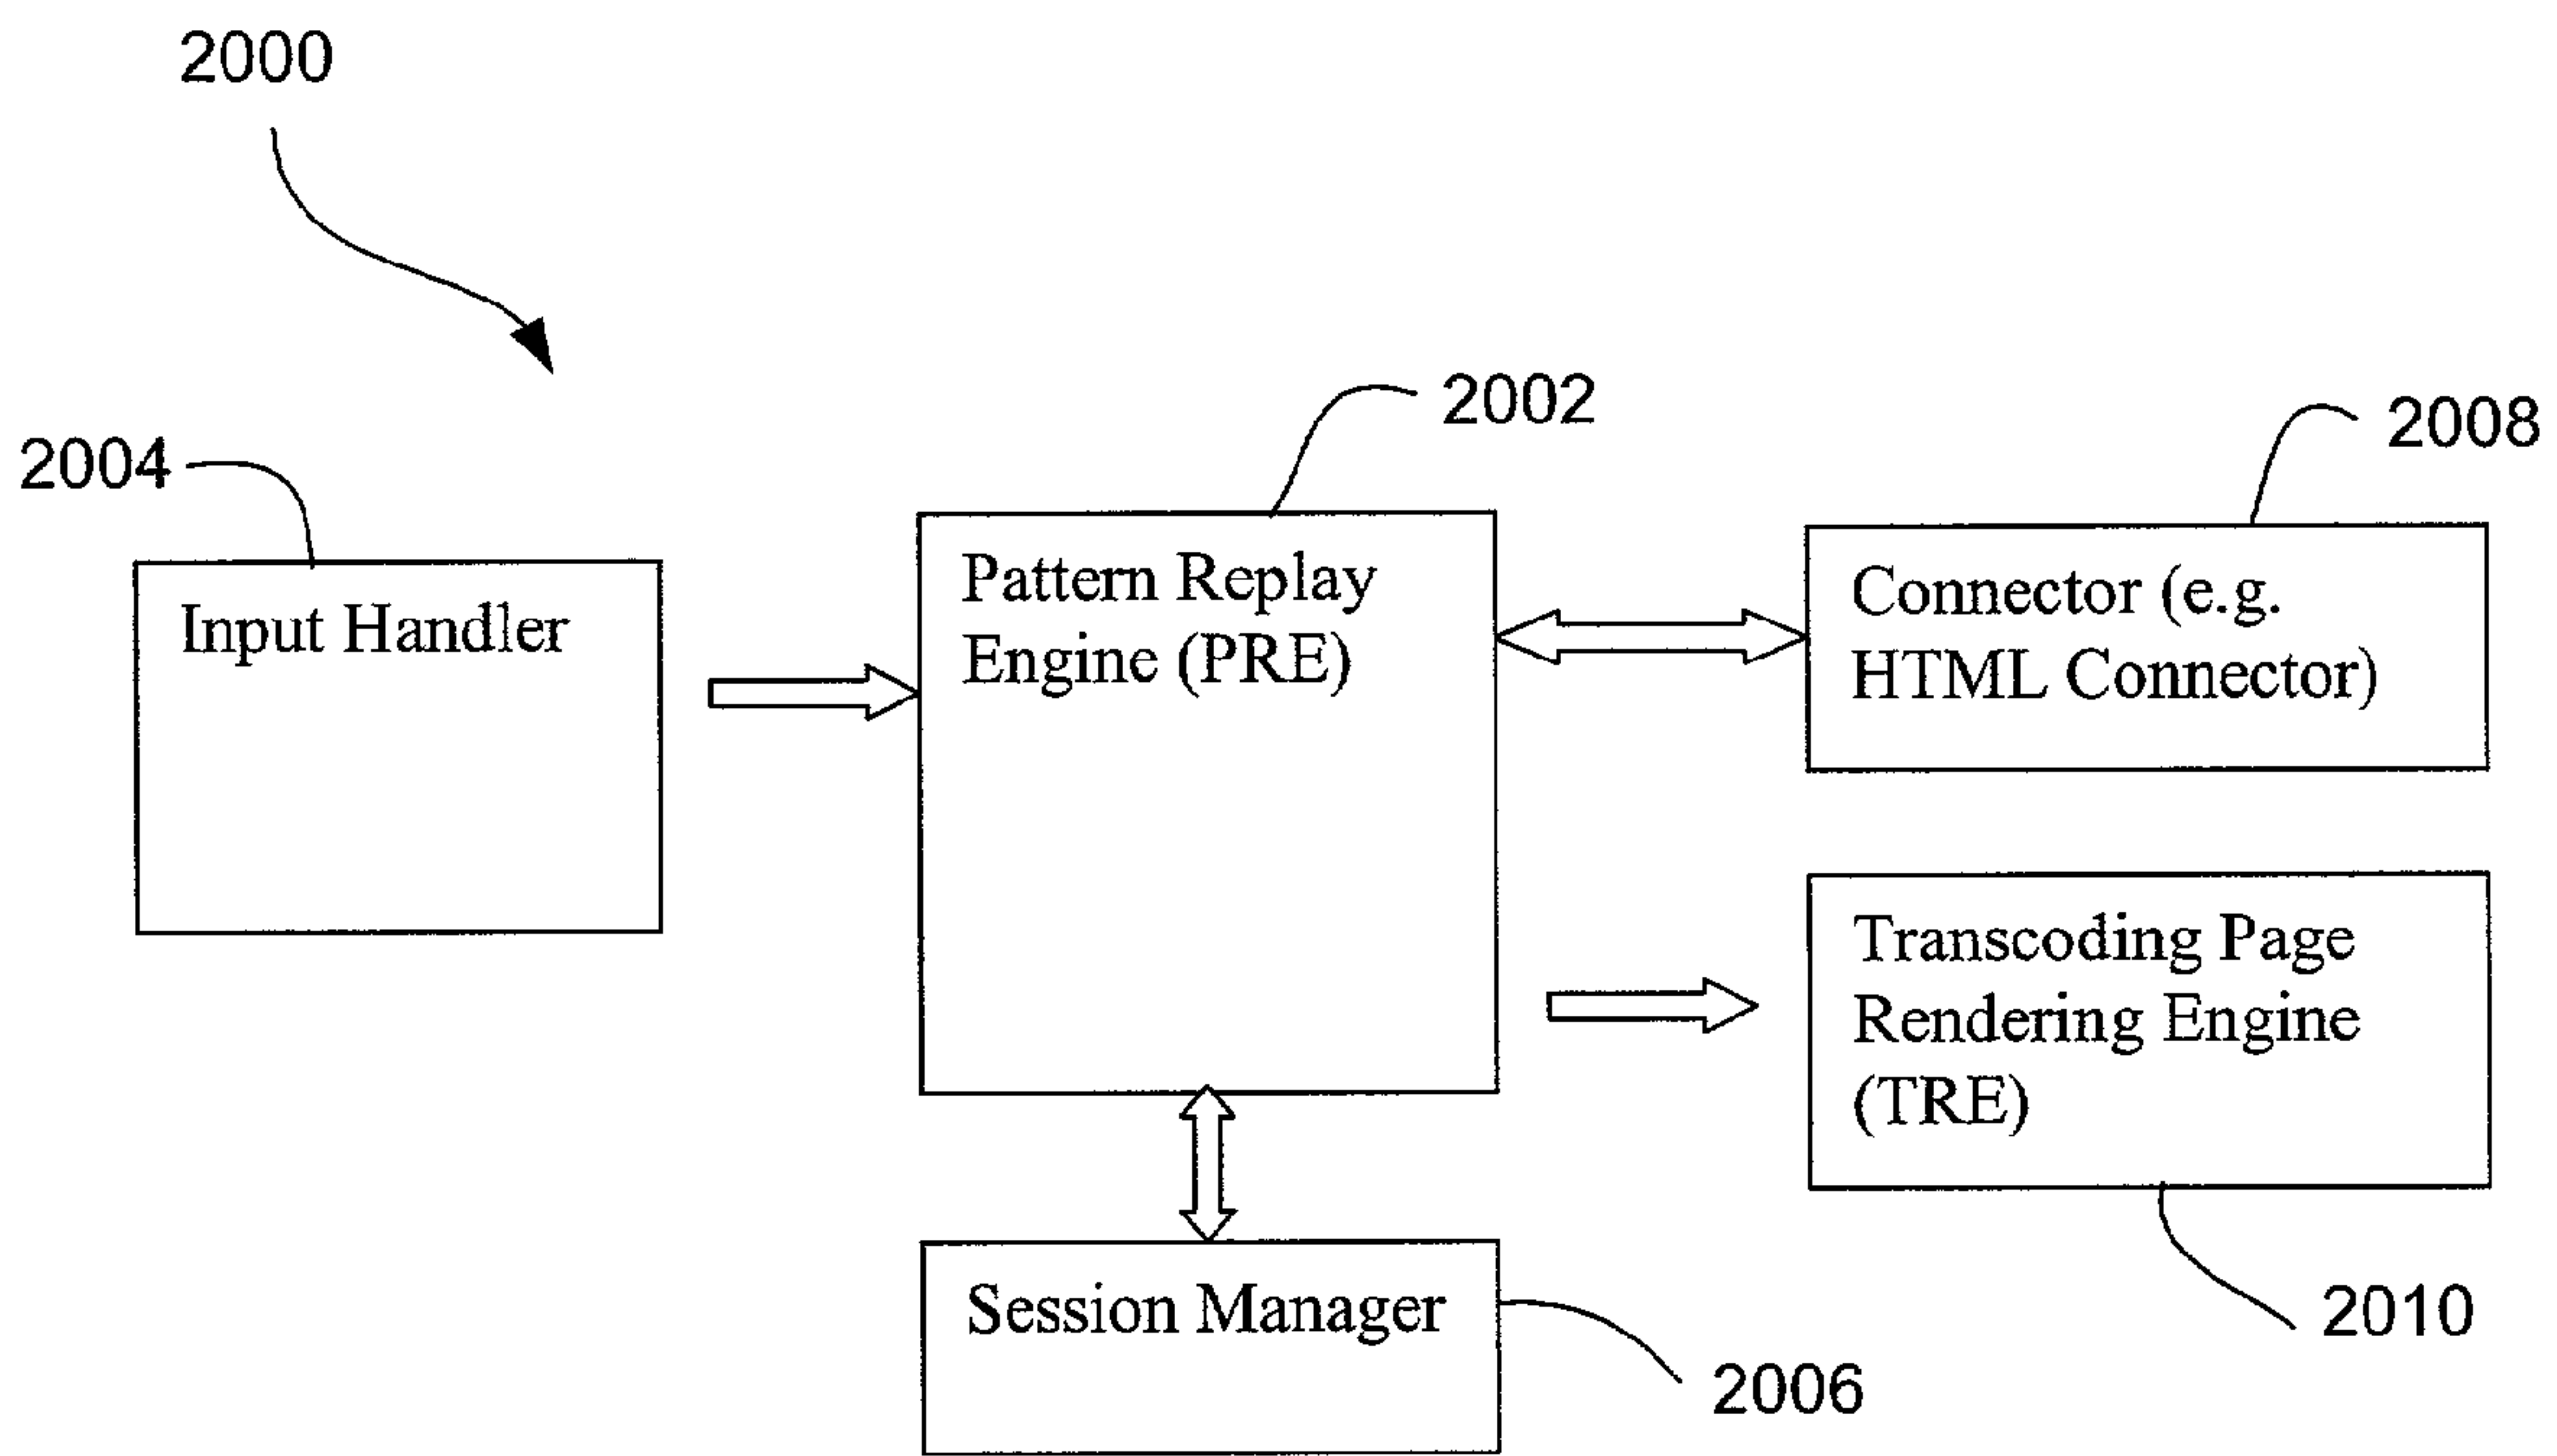 2000
2002
2008
2004
Pattern Replay
Engine (PRE)
Connector (e.g.
HTML Connector)
Input Handler
Transcoding Page
Rendering Engine
(TRE)
Session Manager
2010
2006